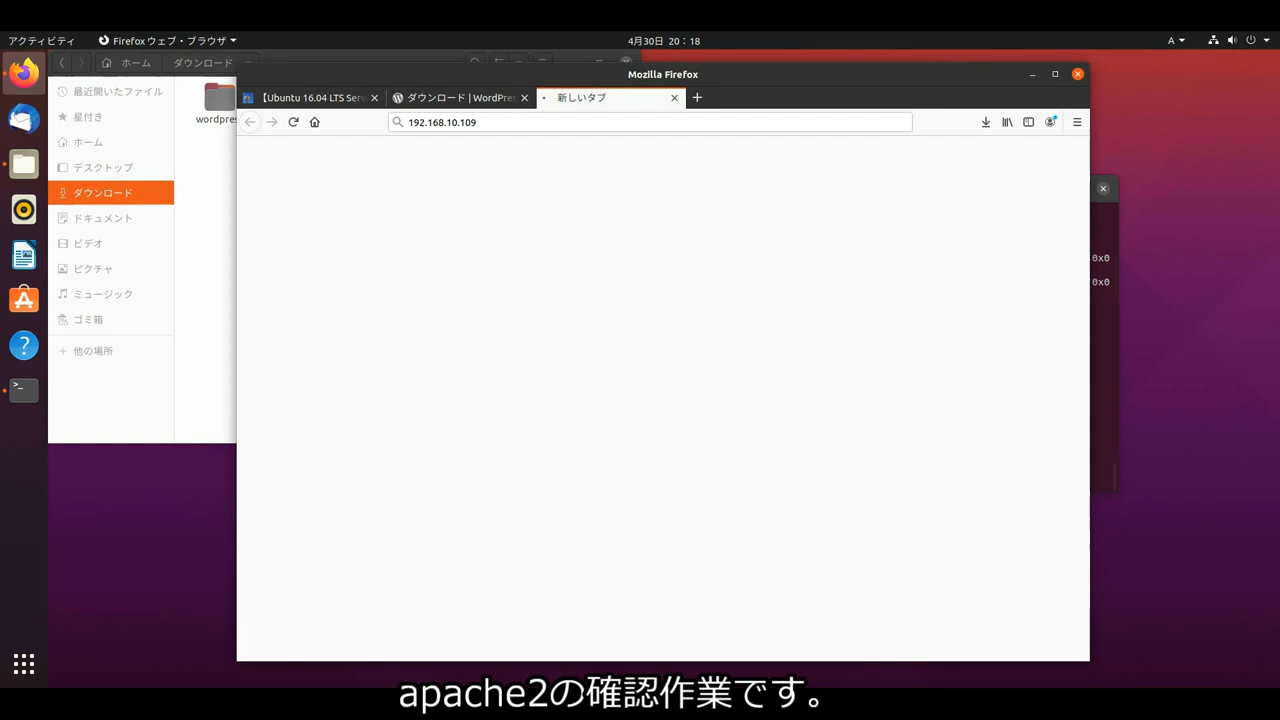 アクティビティ
Firefox ウェブ・ブラウザ
4月30日 20：18
A
ホーム
ダウンロード
最近開いたファイル
星付き
ホーム
デスクトップ
ダウンロード
ドキュメント
ビデオ
ピクチャ
ミュージック
ゴミ箱
他の場所
wordpres
Mozilla Firefox
【Ubuntu 16.04 LTS Serv
ダウンロード | WordPres
新しいタブ
192.168.10.109
0x0
0x0
apache2の確認作業です。